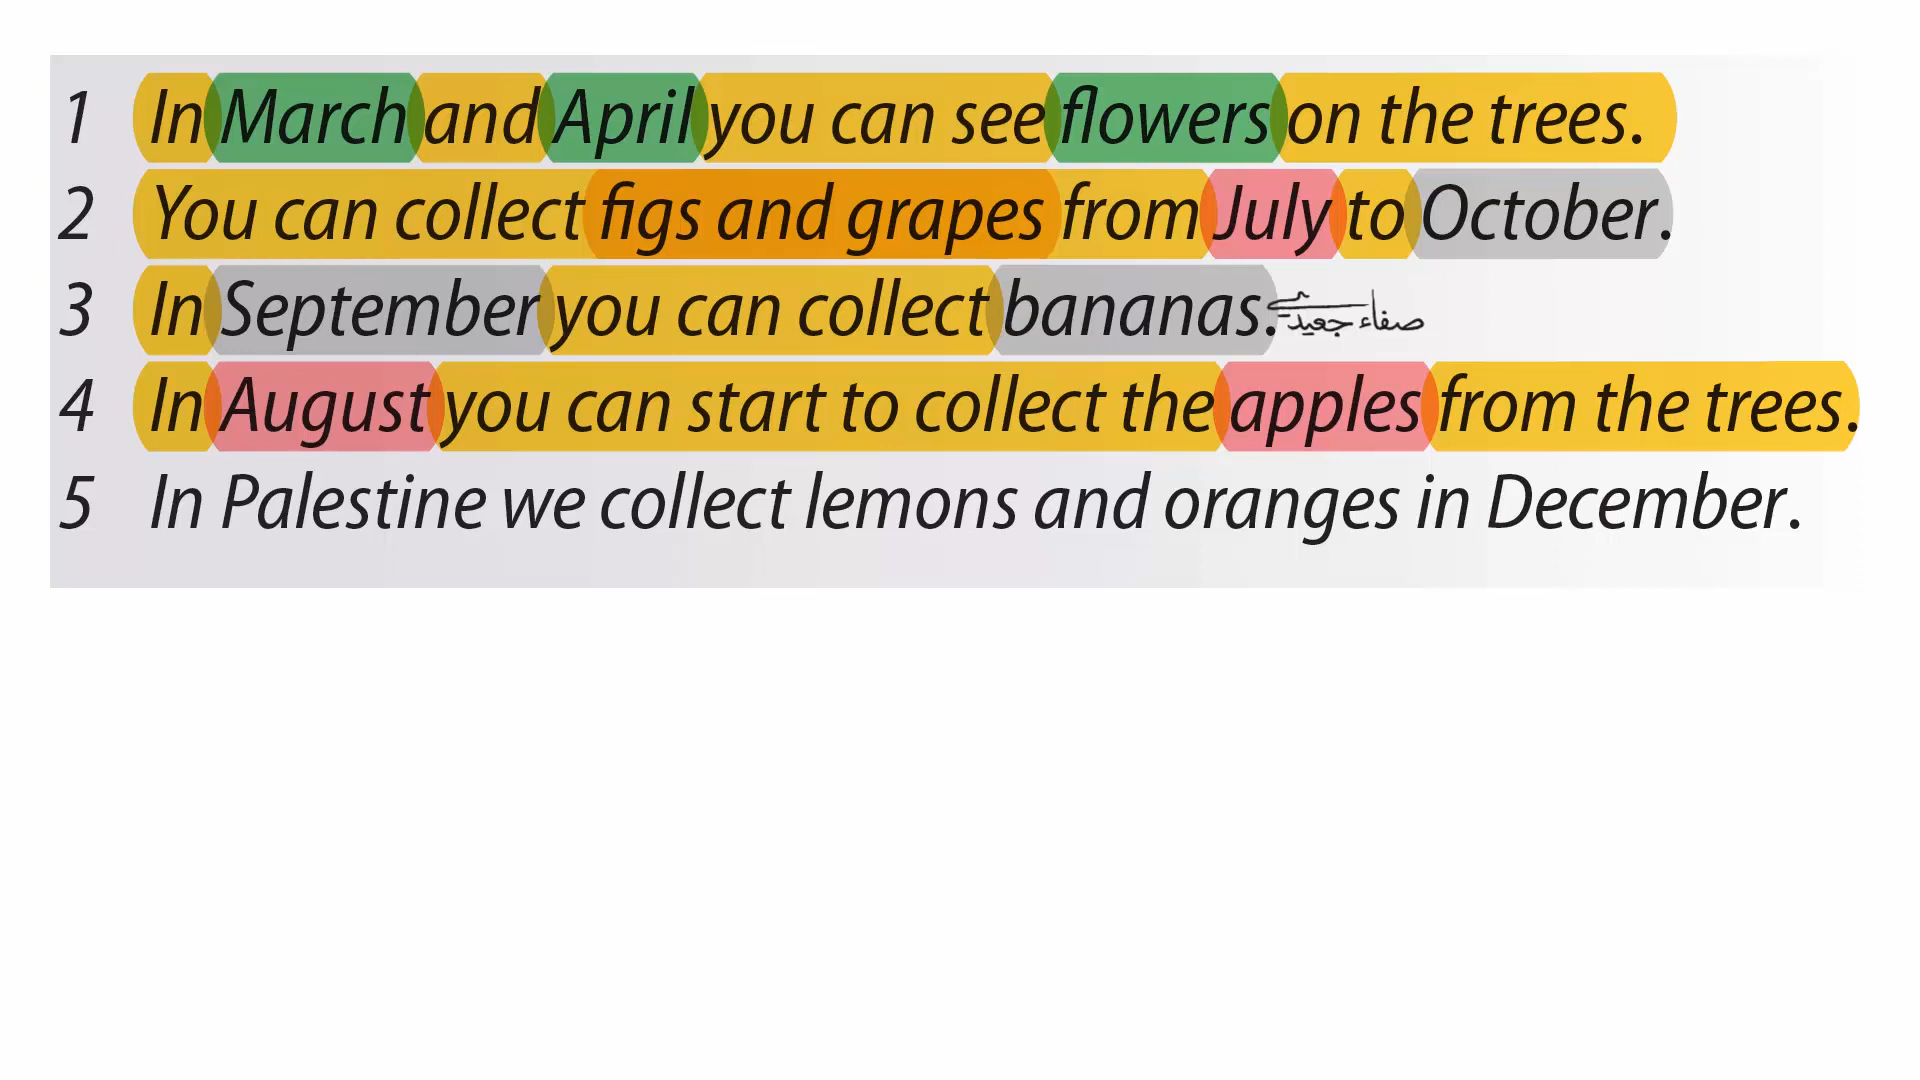 1 In March and April you can see flowers on the trees.
2 You can collect figs and grapes from July to October.
3 In September you can collect bananas. صفاء جعيدي
4 In August you can start to collect the apples from the trees.
5 In Palestine we collect lemons and oranges in December.